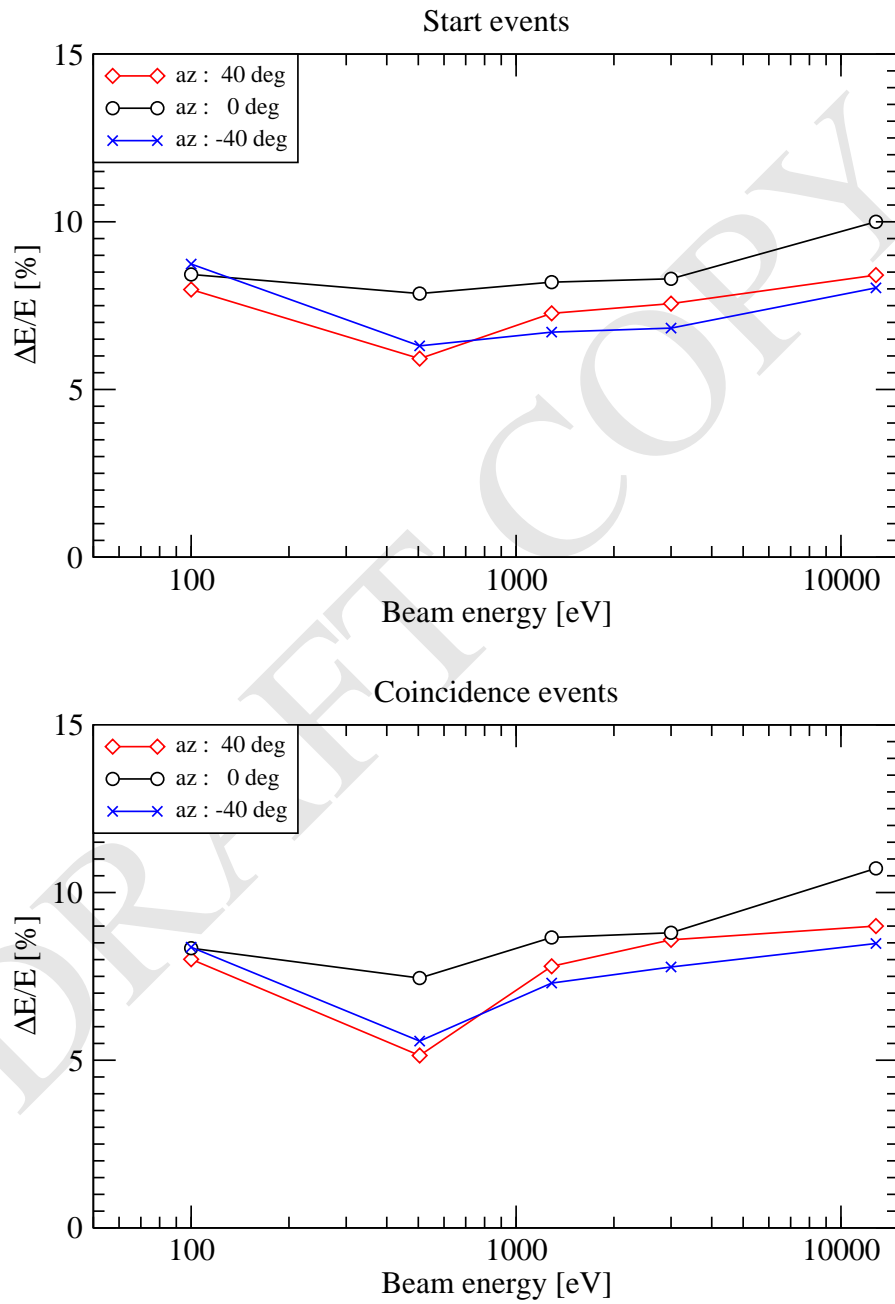 Start events
15
az : 40 deg
az : 0 deg
az : -40 deg
10
ΔE/E [%]
5
0
100 1000 10000
Beam energy [eV]
Coincidence events
15
az : 40 deg
az : 0 deg
az : -40 deg
10
ΔE/E [%]
5
0
100 1000 10000
Beam energy [eV]
DRAFT COPY